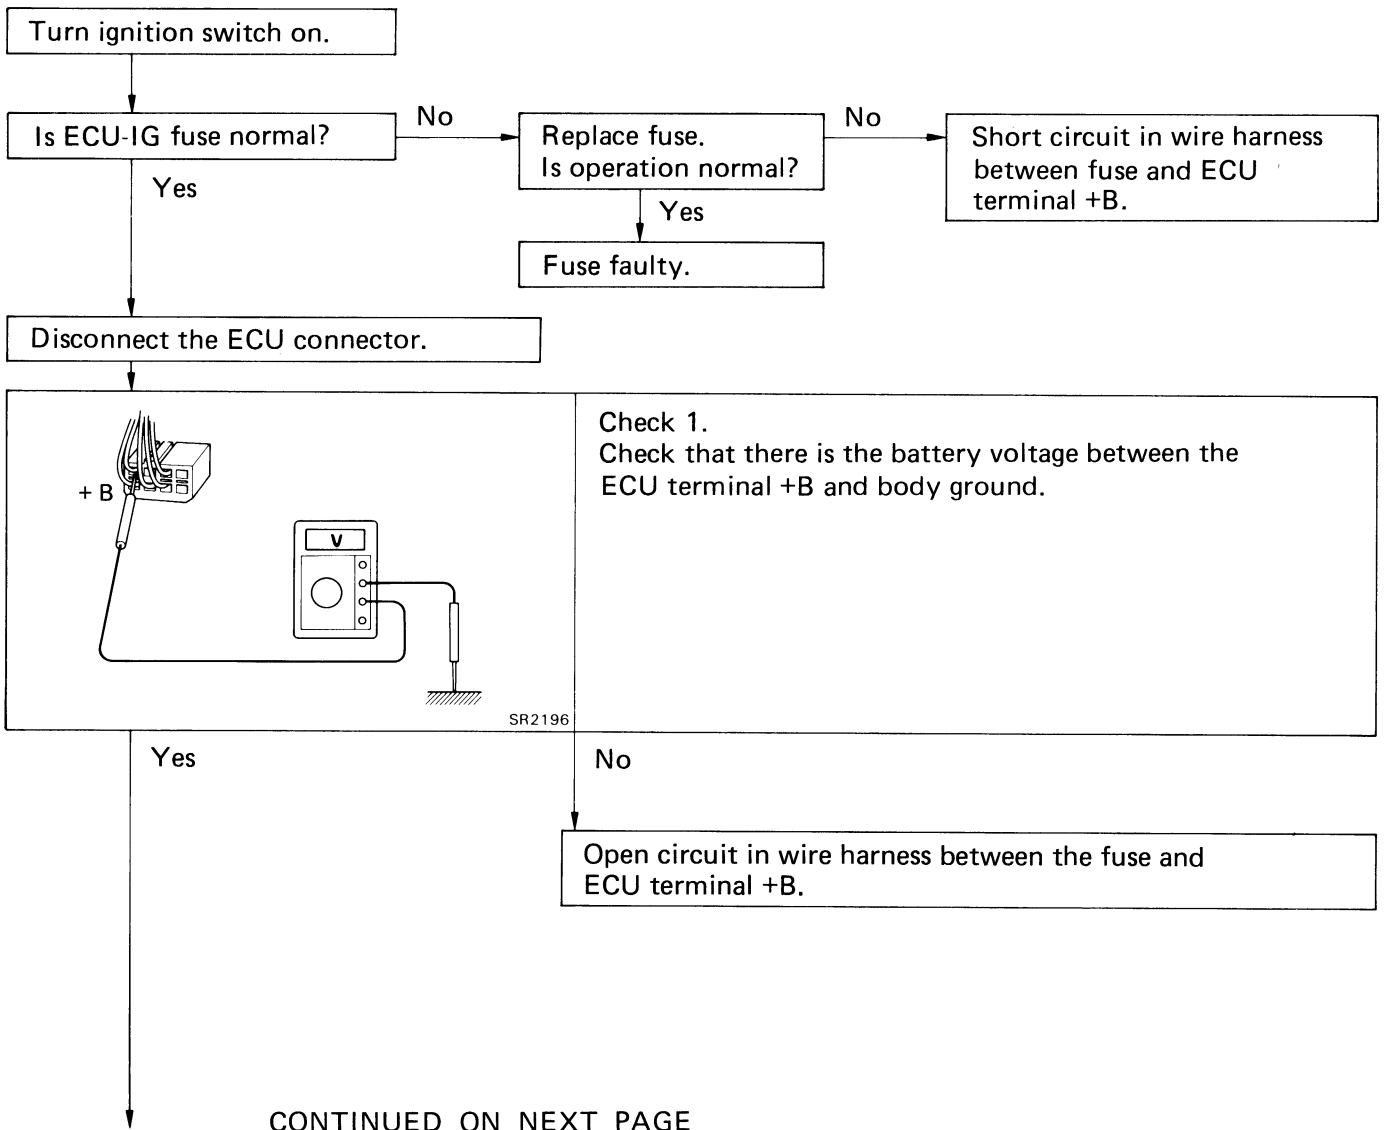 Turn ignition switch on.
Is ECU-IG fuse normal?
No
Replace fuse.
Is operation normal?
No
Short circuit in wire harness
between fuse and ECU
terminal +B.
Yes
Yes
Fuse faulty.
Disconnect the ECU connector.
+ B
V
SR2196
Check 1.
Check that there is the battery voltage between the
ECU terminal +B and body ground.
Yes
No
Open circuit in wire harness between the fuse and
ECU terminal +B.
CONTINUED ON NEXT PAGE